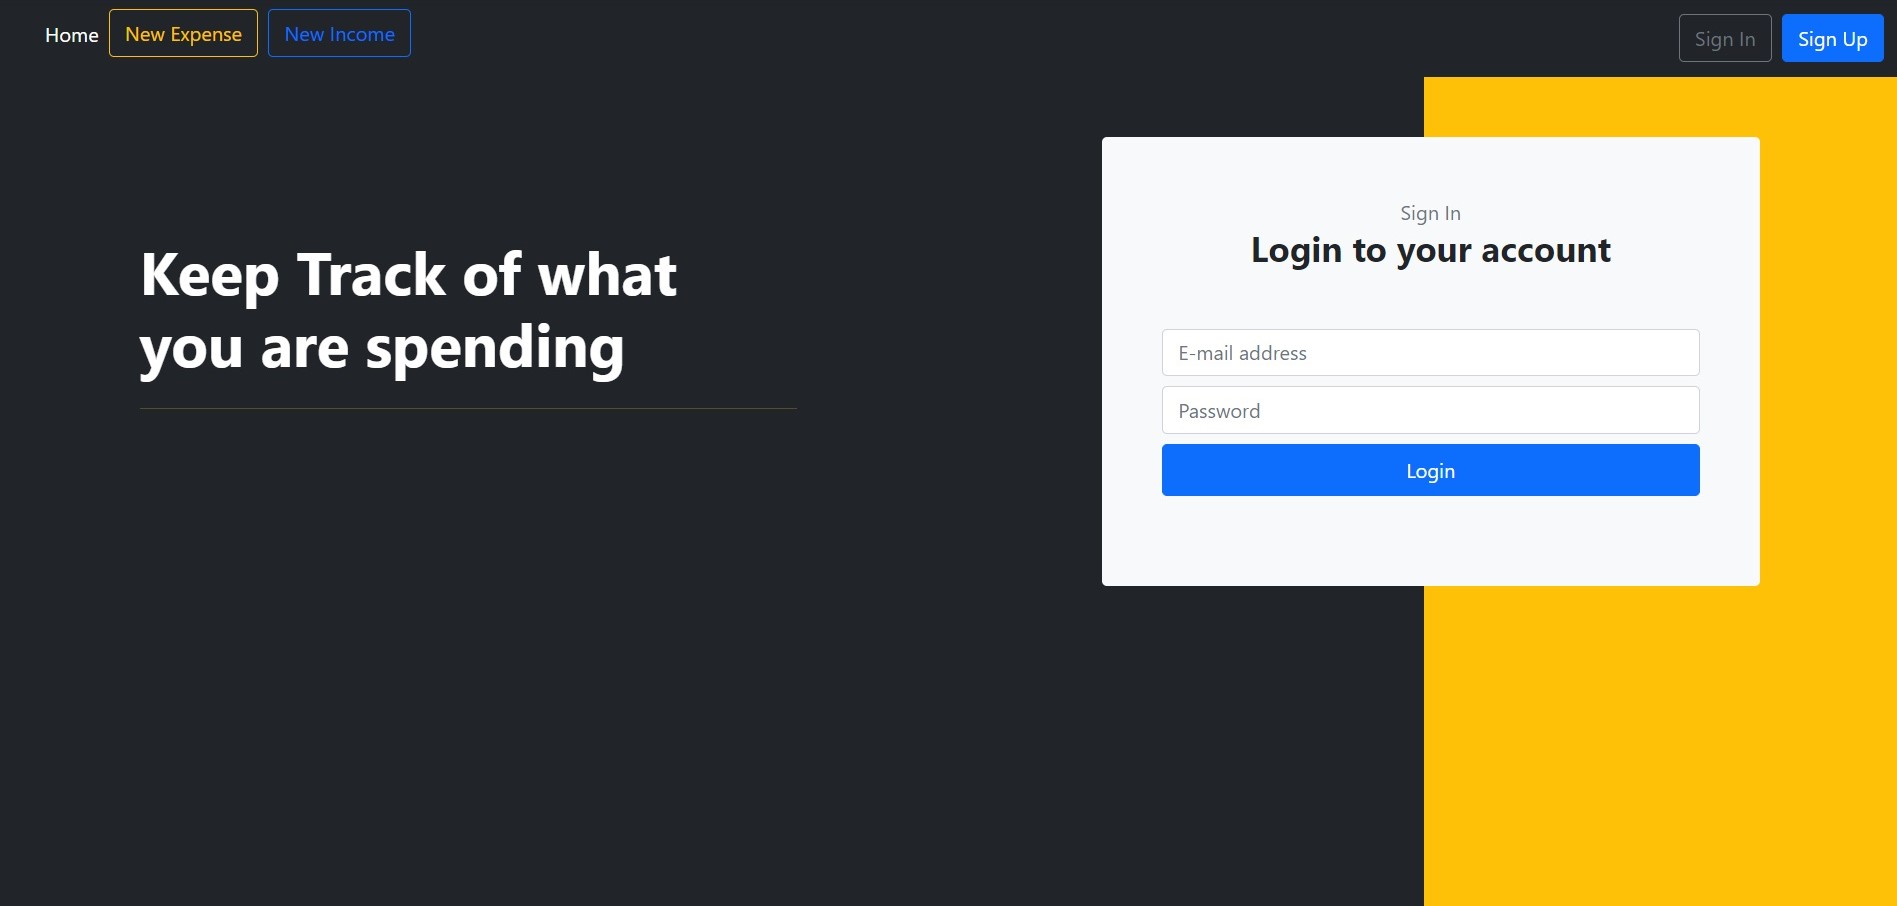 Home New Expense New Income Sign In Sign Up
Keep Track of what
you are spending
Sign In
Login to your account
E-mail address
Password
Login